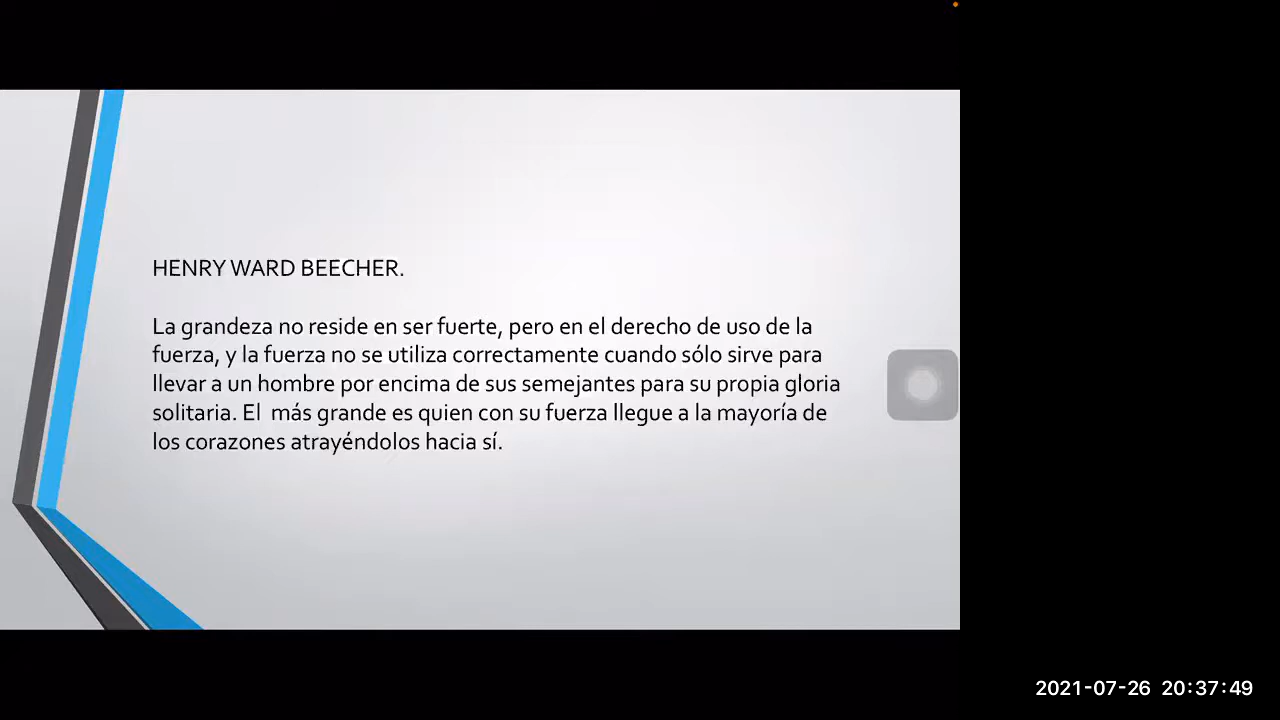 HENRY WARD BEECHER.
La grandeza no reside en ser fuerte, pero en el derecho de uso de la
fuerza, y la fuerza no se utiliza correctamente cuando sólo sirve para
llevar a un hombre por encima de sus semejantes para su propia gloria
solitaria. El  más grande es quien con su fuerza llegue a la mayoría de
los corazones atrayéndolos hacia sí.
2021-07-26 20:37:49